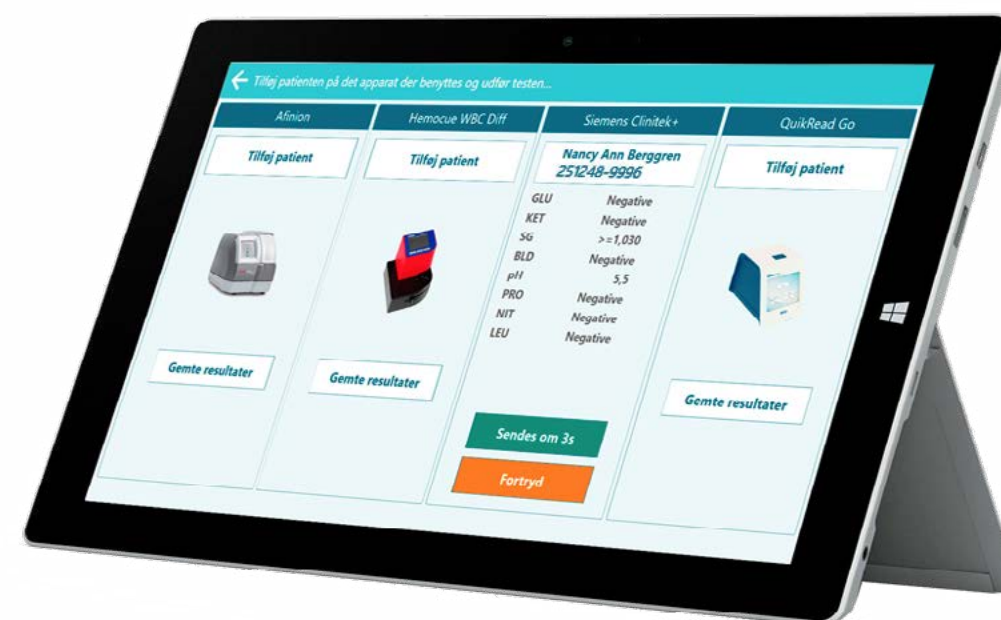 Tilføj patienten på det apparat der benyttes og udfør testen...
Afinion
Tilføj patient
Gemte resultater
Hemocue WBC Diff
Tilføj patient
Gemte resultater
Siemens Clinitek+
Nancy Ann Berggren
251248-9996
GLU Negative
KET Negative
SG >=1,030
BLD Negative
pH 5,5
PRO Negative
NIT Negative
LEU Negative
Sendes om 3s
Fortryd
QuikRead Go
Tilføj patient
Gemte resultater